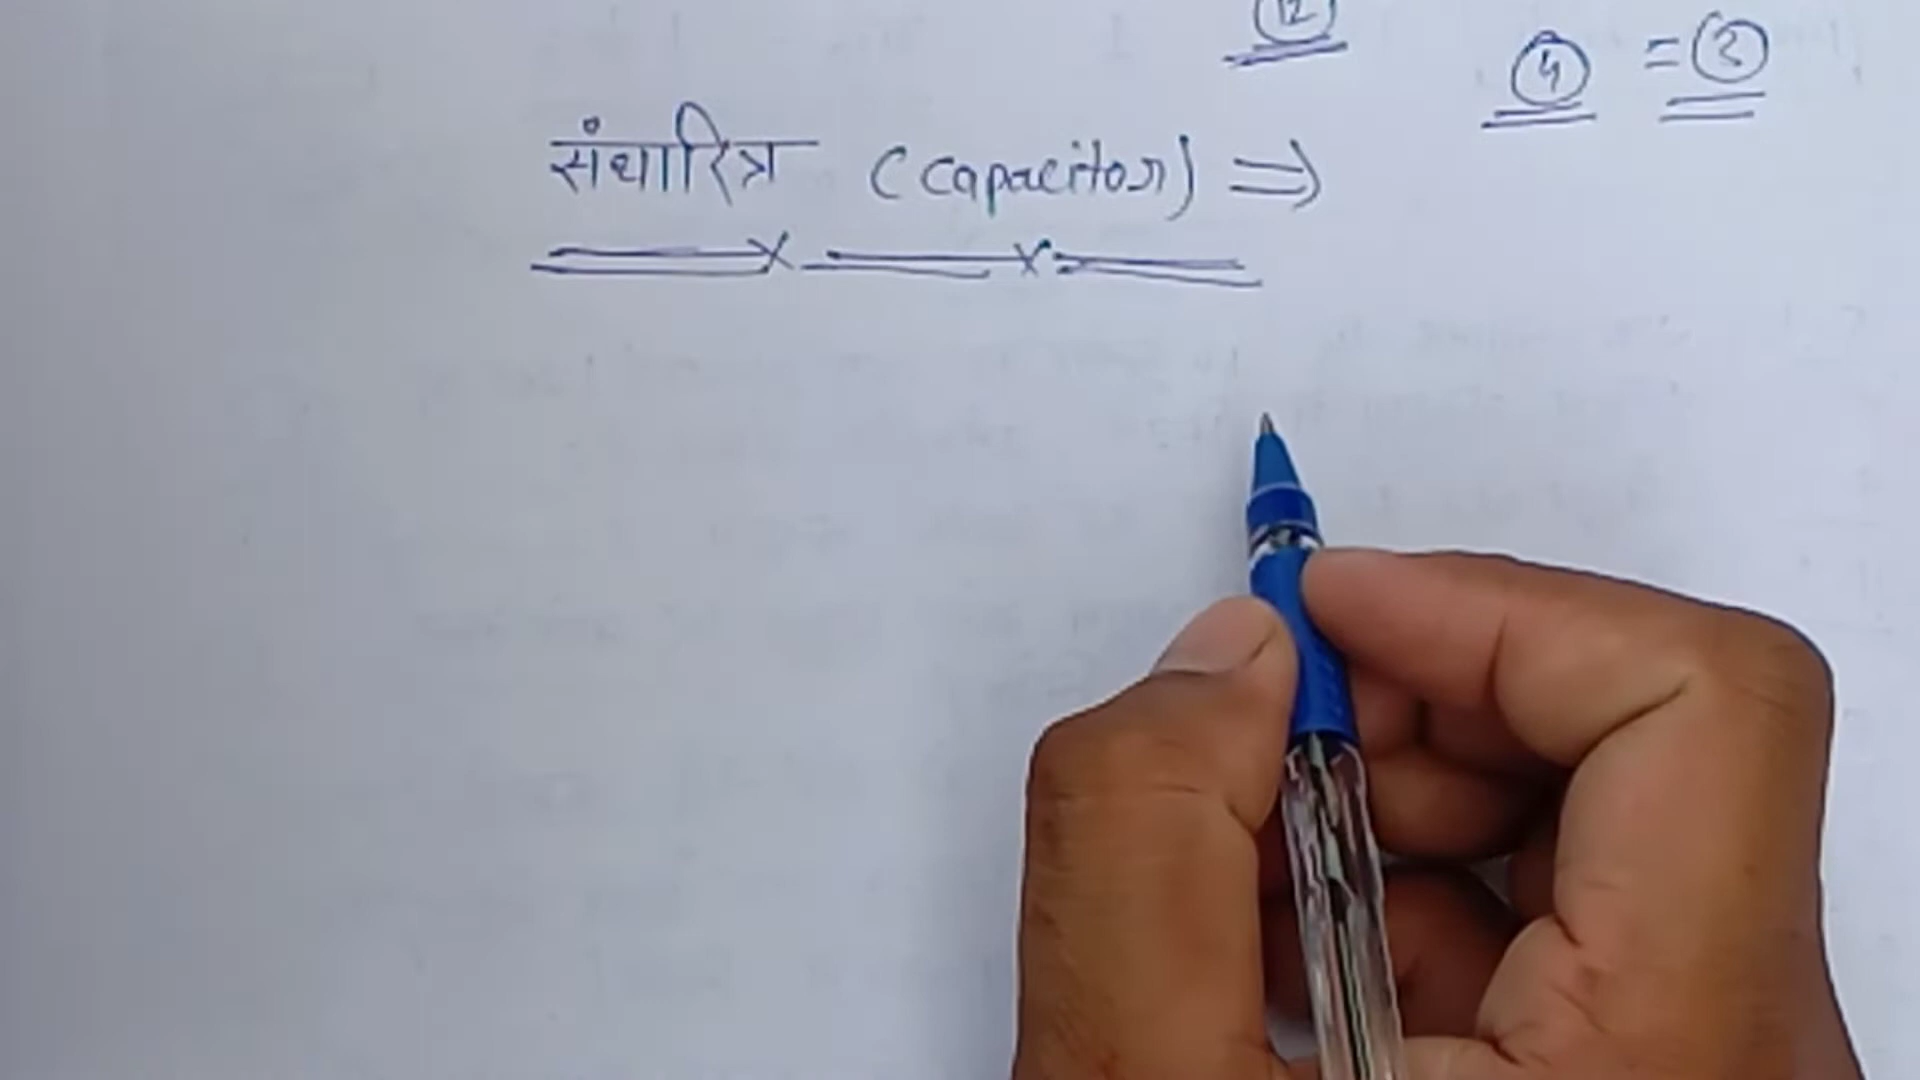 12
4 = 3
संधारित्र (capacitor) ⇒